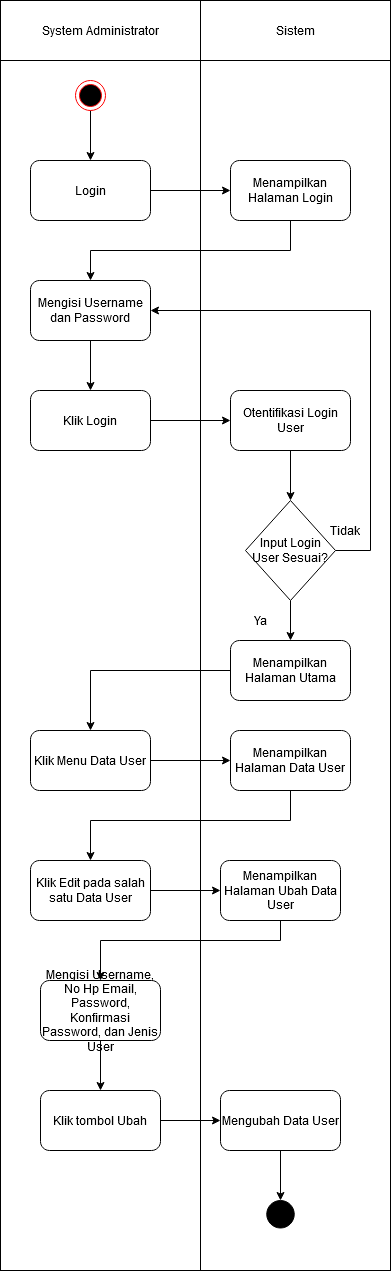 System Administrator
Sistem
Login
Menampilkan
Halaman Login
Mengisi Username
dan Password
Klik Login
Otentifikasi Login
User
Input Login
User Sesuai?
Tidak
Ya
Menampilkan
Halaman Utama
Klik Menu Data User
Menampilkan
Halaman Data User
Klik Edit pada salah
satu Data User
Menampilkan
Halaman Ubah Data
User
Mengisi Username,
No Hp Email,
Password,
Konfirmasi
Password, dan Jenis
User
Klik tombol Ubah
Mengubah Data User